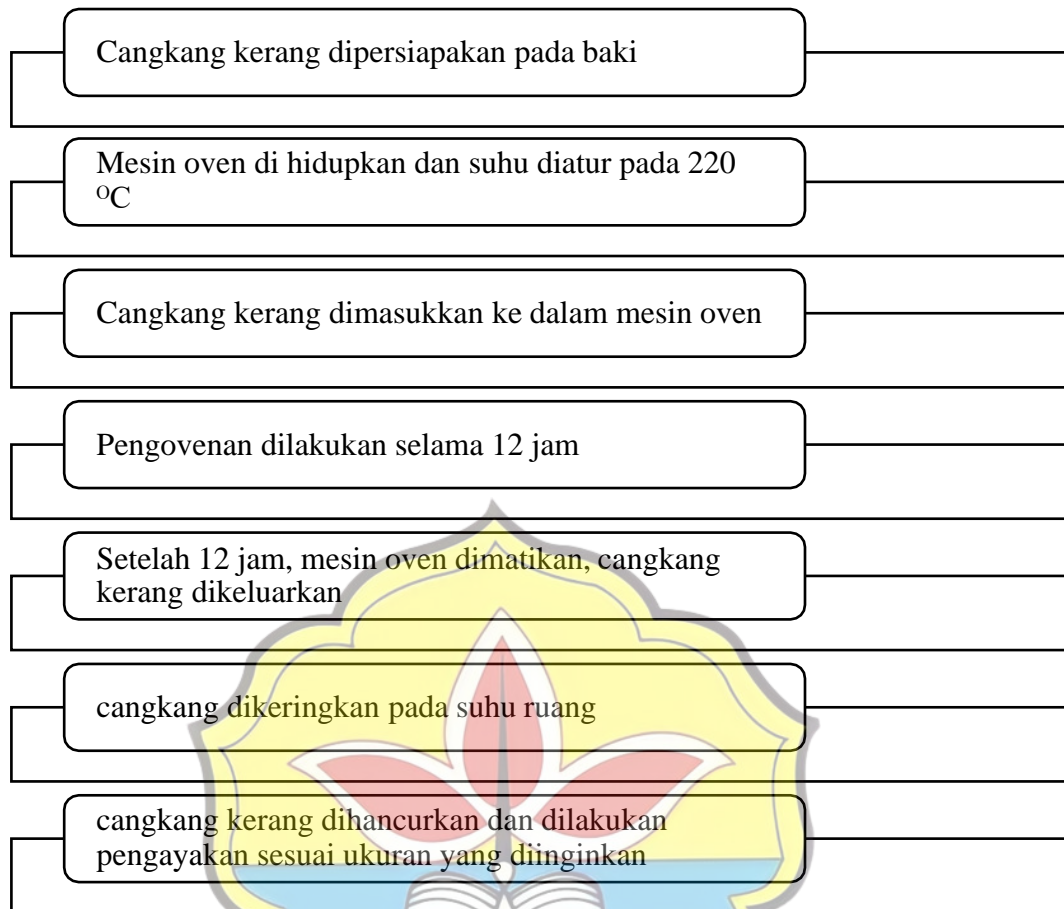 Cangkang kerang dipersiapakan pada baki
Mesin oven di hidupkan dan suhu diatur pada 220
ᴼC
Cangkang kerang dimasukkan ke dalam mesin oven
Pengovenan dilakukan selama 12 jam
Setelah 12 jam, mesin oven dimatikan, cangkang
kerang dikeluarkan
cangkang dikeringkan pada suhu ruang
cangkang kerang dihancurkan dan dilakukan
pengayakan sesuai ukuran yang diinginkan